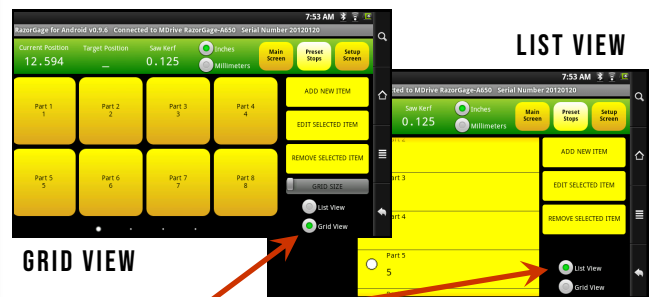 7:53 AM
RazorGage for Android v0.9.6 Connected to MDrive RazorGage-A650 Serial Number 20120120
Current Position Target Position Saw Kerf Inches
12.594 _ 0.125 Millimeters
Main Screen
Preset Stops
Setup Screen
Part 1
1
Part 2
2
Part 3
3
Part 4
4
Part 5
5
Part 6
6
Part 7
7
Part 8
8
ADD NEW ITEM
EDIT SELECTED ITEM
REMOVE SELECTED ITEM
GRID SIZE
List View
Grid View
GRID VIEW
LIST VIEW
7:53 AM
ted to MDrive RazorGage-A650 Serial Number 20120120
Saw Kerf Inches
0.125 Millimeters
Main Screen
Preset Stops
Setup Screen
art 3
art 4
Part 5
5
ADD NEW ITEM
EDIT SELECTED ITEM
REMOVE SELECTED ITEM
List View
Grid View